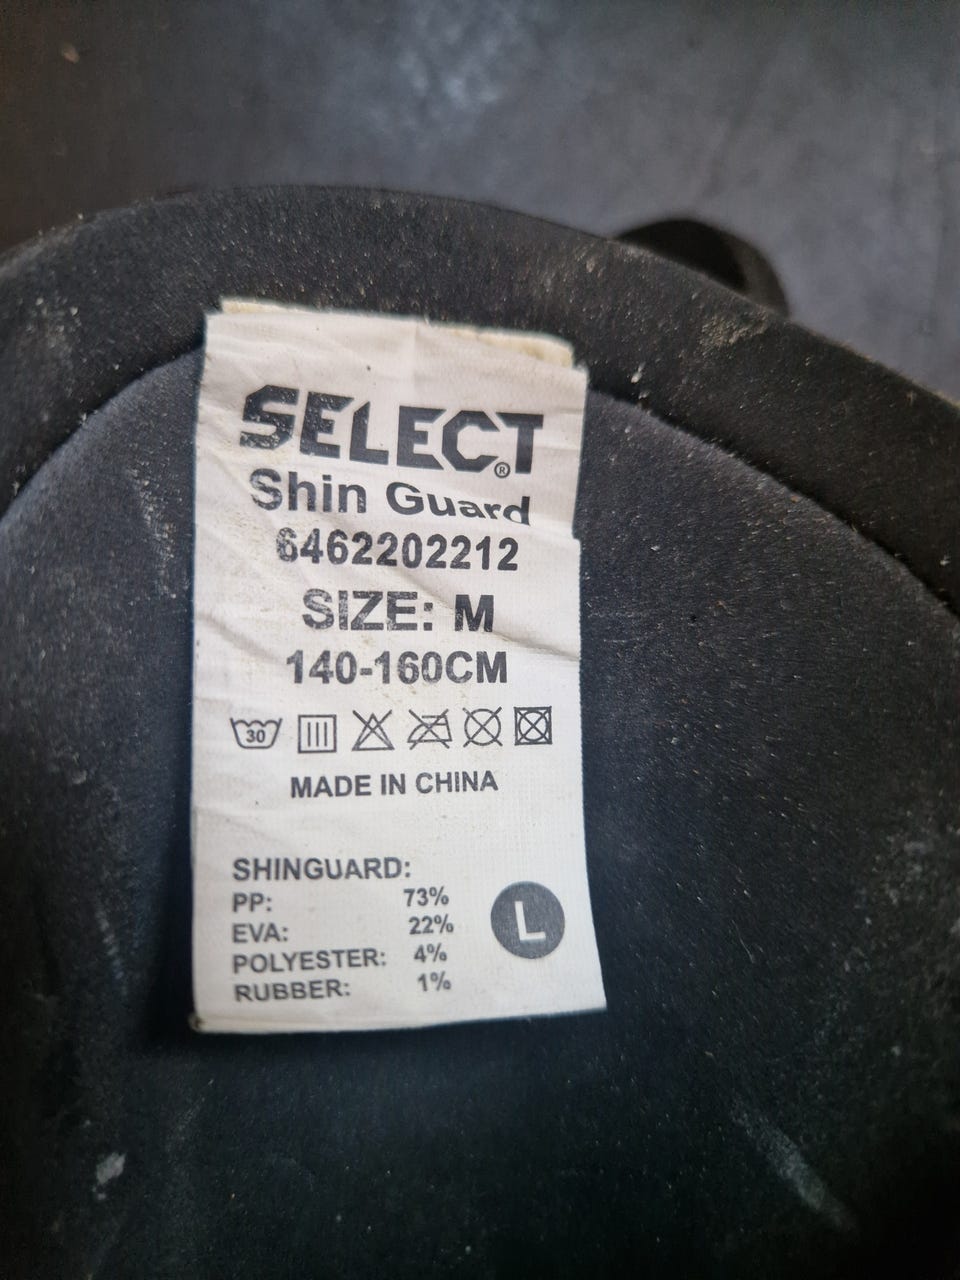 SELECT®
Shin Guard
6462202212
SIZE: M
140-160CM
30
MADE IN CHINA
SHINGUARD:
PP: 73%
EVA: 22%
POLYESTER: 4%
RUBBER: 1%
L